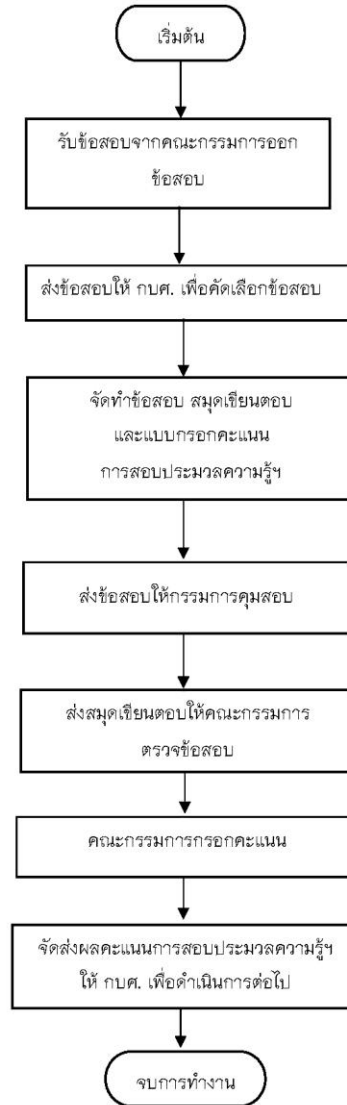 เริ่มต้น
รับข้อสอบจากคณะกรรมการออก
ข้อสอบ
ส่งข้อสอบให้ กบศ. เพื่อคัดเลือกข้อสอบ
จัดทำข้อสอบ สมุดเขียนตอบ
และแบบกรอกคะแนน
การสอบประมวลความรู้ฯ
ส่งข้อสอบให้กรรมการคุมสอบ
ส่งสมุดเขียนตอบให้คณะกรรมการ
ตรวจข้อสอบ
คณะกรรมการกรอกคะแนน
จัดส่งผลคะแนนการสอบประมวลความรู้ฯ
ให้ กบศ. เพื่อดำเนินการต่อไป
จบการทำงาน